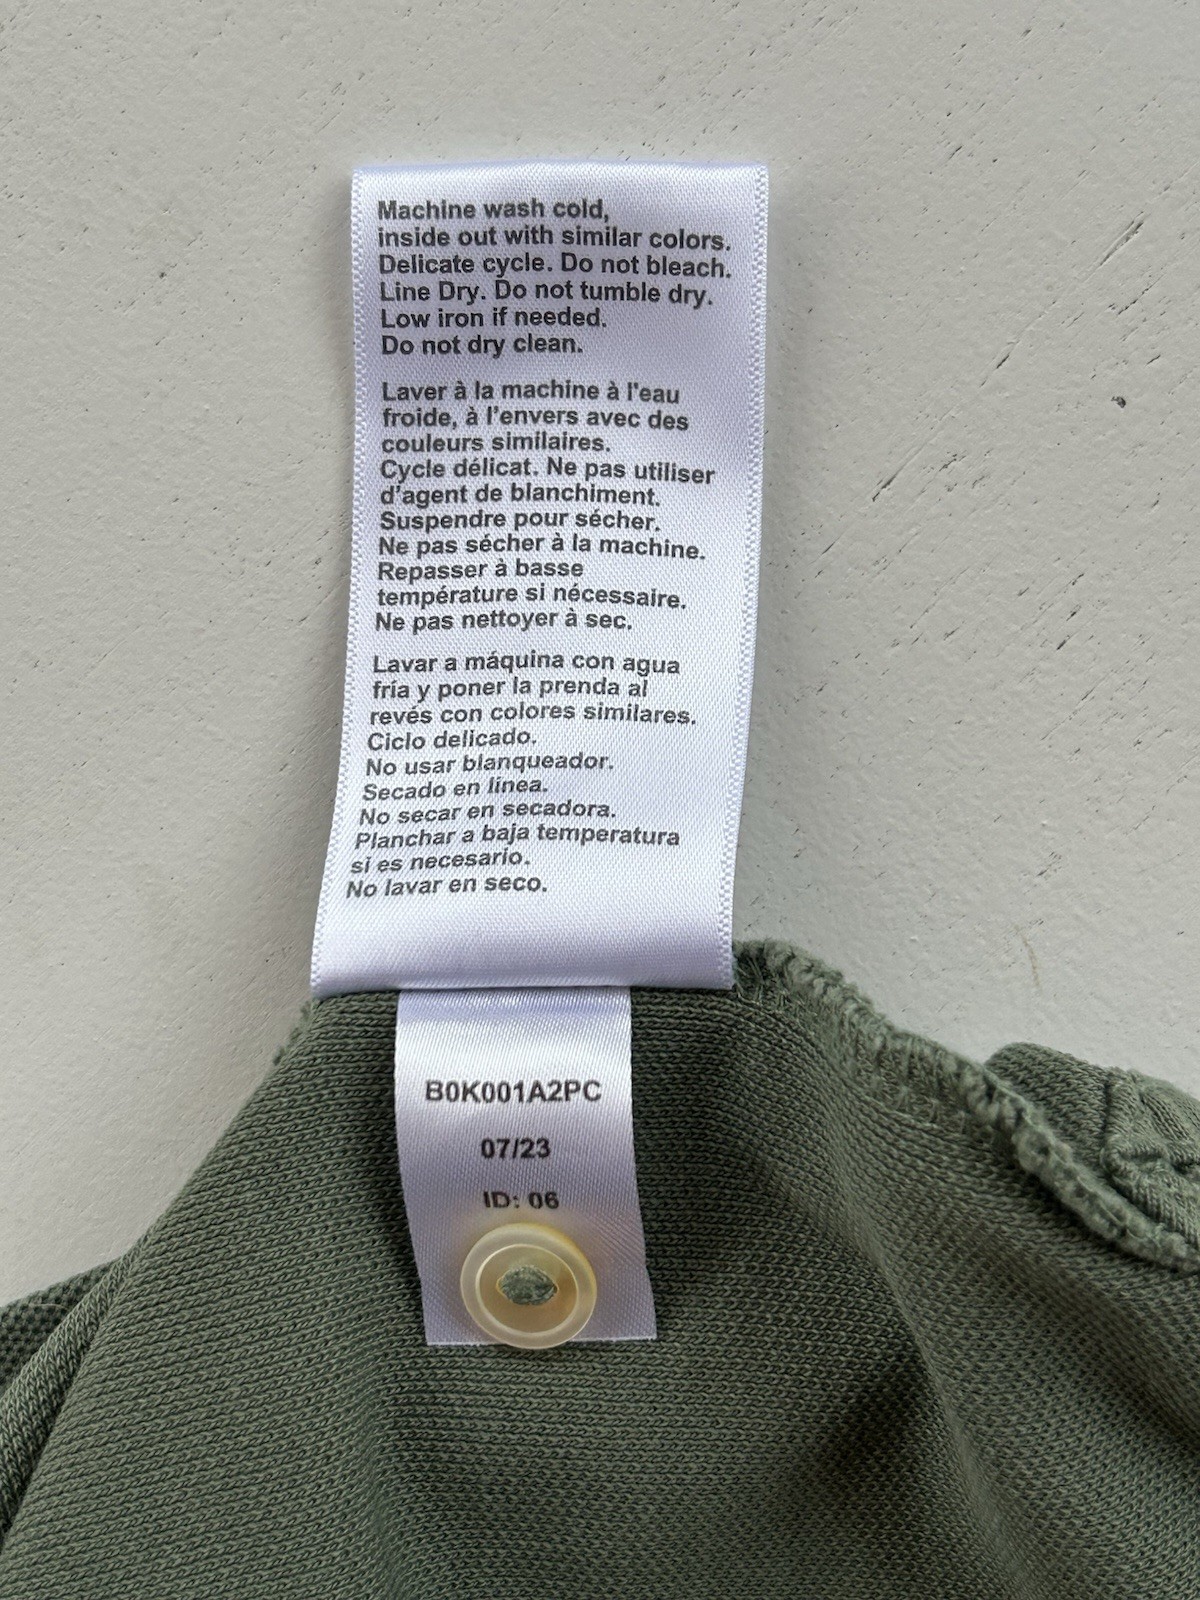 Machine wash cold,
inside out with similar colors.
Delicate cycle. Do not bleach.
Line Dry. Do not tumble dry.
Low iron if needed.
Do not dry clean.
Laver à la machine à l'eau
froide, à l’envers avec des
couleurs similaires.
Cycle délicat. Ne pas utiliser
d’agent de blanchiment.
Suspendre pour sécher.
Ne pas sécher à la machine.
Repasser à basse
température si nécessaire.
Ne pas nettoyer à sec.
Lavar a máquina con agua
fría y poner la prenda al
revés con colores similares.
Ciclo delicado.
No usar blanqueador.
Secado en línea.
No secar en secadora.
Planchar a baja temperatura
si es necesario.
No lavar en seco.
B0K001A2PC
07/23
ID: 06